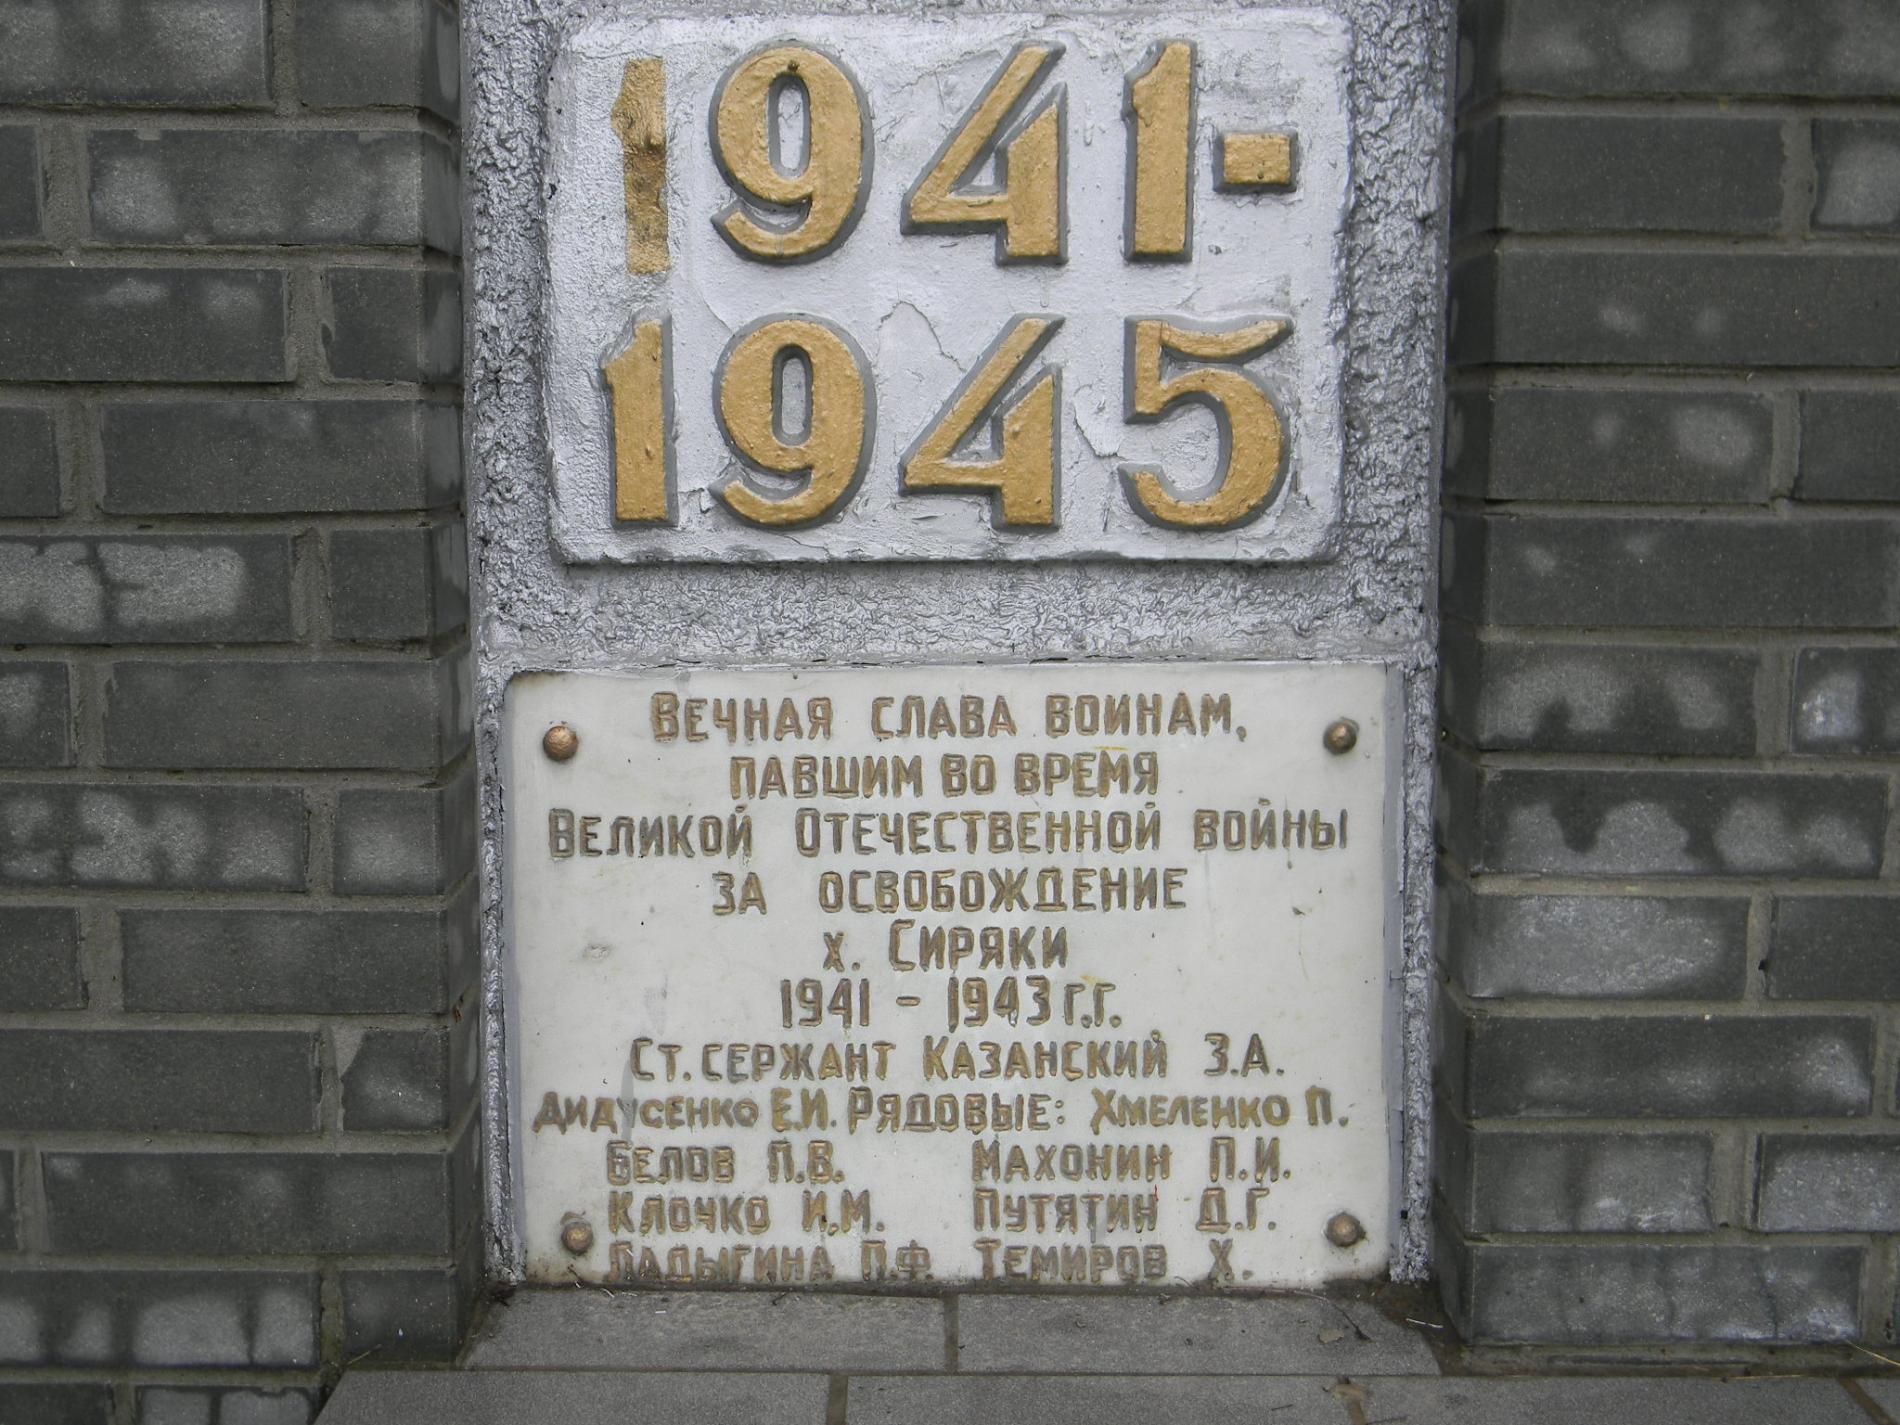 1941-
1945
Вечная слава воинам,
павшим во время
Великой Отечественной войны
за освобождение
х. Сиряки
1941 – 1943 г.г.
Ст. сержант Казанский З.А.
Дидусенко Е.И. Рядовые: Хмеленко П.
Белов П.В. Махонин П.И.
Клочко И.М. Путятин Д.Г.
Ладыгина П.Ф. Темиров Х.